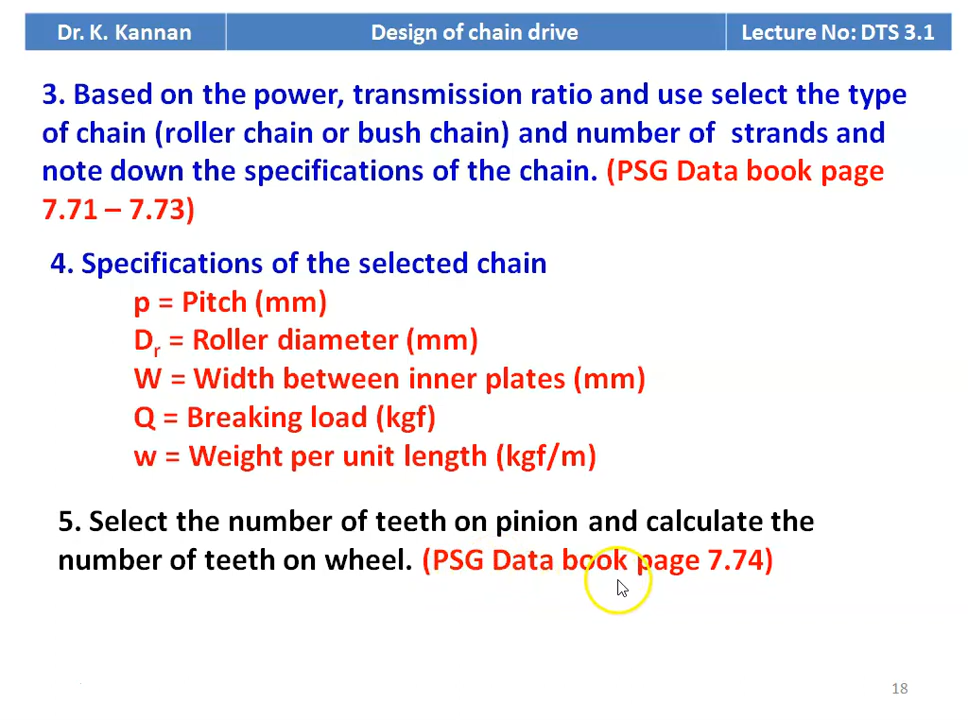 Dr. K. Kannan Design of chain drive Lecture No: DTS 3.1
3. Based on the power, transmission ratio and use select the type
of chain (roller chain or bush chain) and number of strands and
note down the specifications of the chain. (PSG Data book page
7.71 – 7.73)
4. Specifications of the selected chain
p = Pitch (mm)
Dr = Roller diameter (mm)
W = Width between inner plates (mm)
Q = Breaking load (kgf)
w = Weight per unit length (kgf/m)
5. Select the number of teeth on pinion and calculate the
number of teeth on wheel. (PSG Data book page 7.74)
18